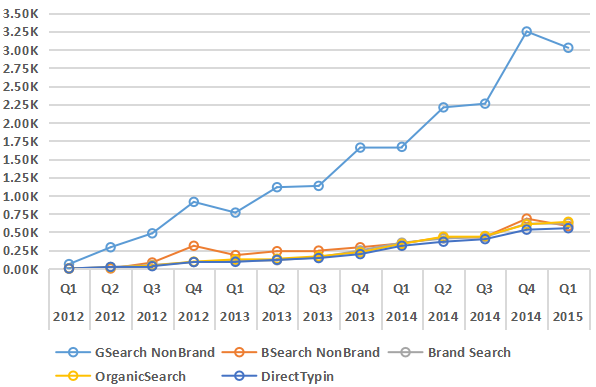 3.50K
3.25K
3.00K
2.75K
2.50K
2.25K
2.00K
1.75K
1.50K
1.25K
1.00K
0.75K
0.50K
0.25K
0.00K
Q1 Q2 Q3 Q4 Q1 Q2 Q3 Q4 Q1 Q2 Q3 Q4 Q1
2012 2012 2012 2012 2013 2013 2013 2013 2014 2014 2014 2014 2015
GSearch NonBrand BSearch NonBrand Brand Search
OrganicSearch DirectTypin